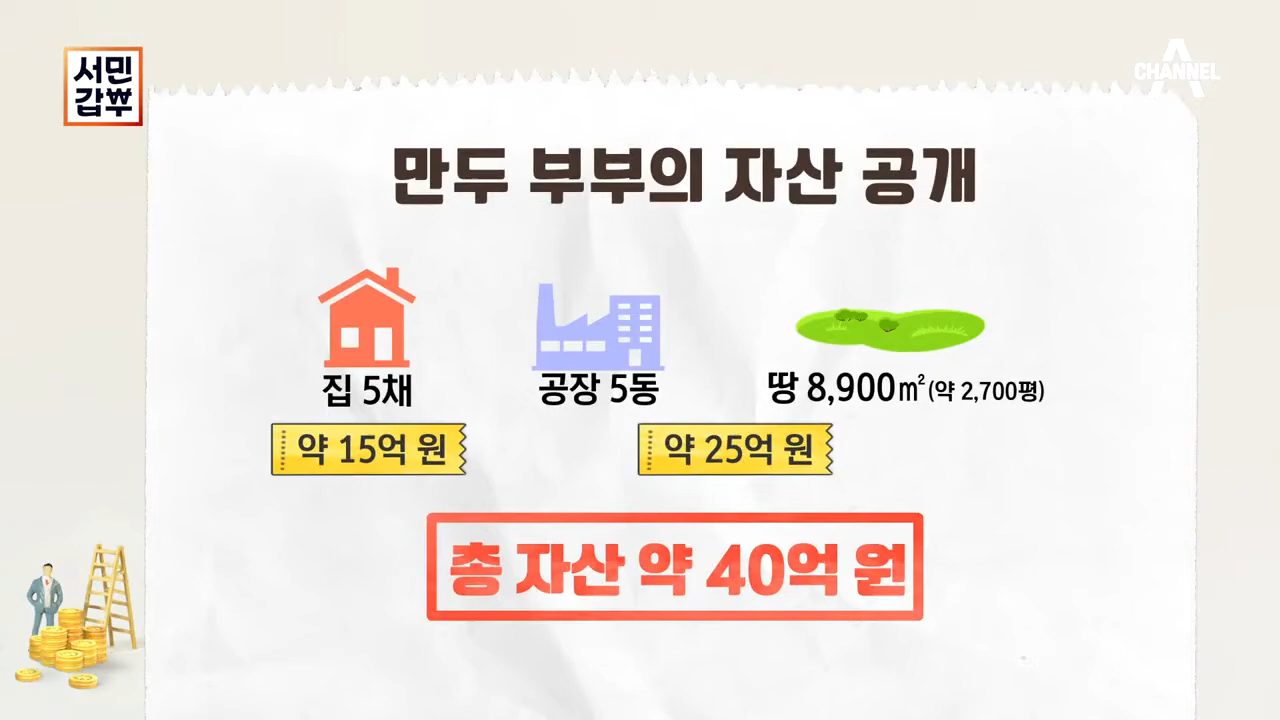 서민
갑부
CHANNEL A
만두 부부의 자산 공개
집 5채
공장 5동
땅 8,900㎡(약 2,700평)
약 15억 원
약 25억 원
총 자산 약 40억 원